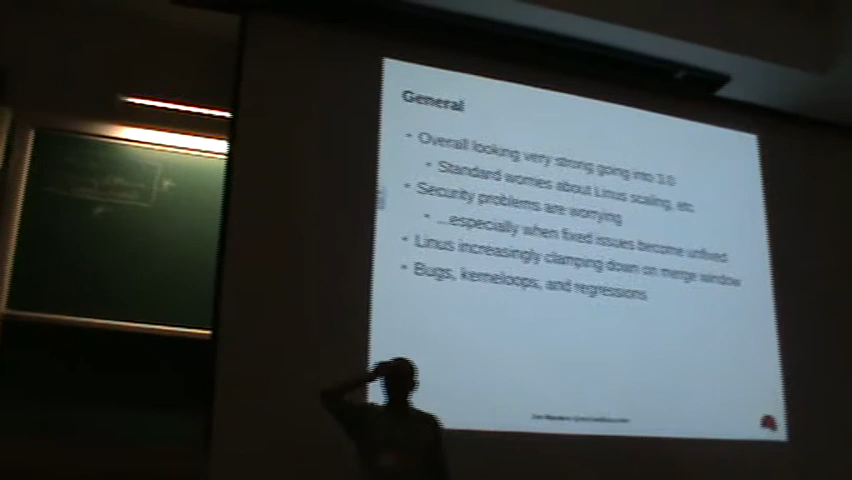 General
Overall looking very strong going into 3.0
Standard worries about Linus scaling, etc
Security problems are worrying
...especially when fixed issues become unfixed
Linus increasingly clamping down on merge window
Bugs, kerneloops, and regressions